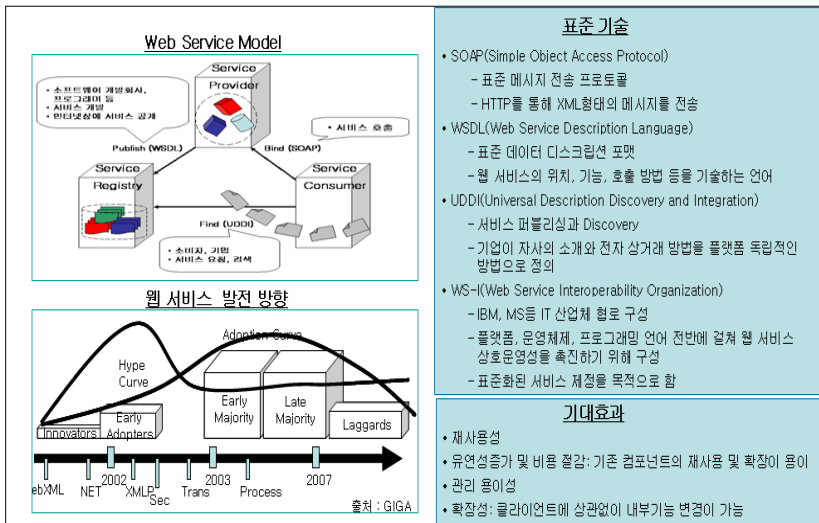 Web Service Model
Service
Provider
• 소프트웨어 개발회사,
프로그래머 등
• 서비스 개발
• 인터넷상에 서비스 공개
• 서비스 호출
Publish (WSDL)
Bind (SOAP)
Service
Registry
Service
Consumer
Find (UDDI)
• 소비자, 기업
• 서비스 요청, 검색
웹 서비스 발전 방향
Adoption Curve
Hype
Curve
Early
Majority
Late
Majority
Innovators
Early
Adopters
Laggards
2002
2003
2007
ebXML
NET
XMLP
Sec
Trans
Process
출처 : GIGA
표준 기술
• SOAP(Simple Object Access Protocol)
– 표준 메시지 전송 프로토콜
– HTTP를 통해 XML형태의 메시지를 전송
• WSDL(Web Service Description Language)
– 표준 데이터 디스크립션 포맷
– 웹 서비스의 위치, 기능, 호출 방법 등을 기술하는 언어
• UDDI(Universal Description Discovery and Integration)
– 서비스 퍼블리싱과 Discovery
– 기업이 자사의 소개와 전자 상거래 방법을 플랫폼 독립적인
방법으로 정의
• WS-I(Web Service Interoperability Organization)
– IBM, MS등 IT 산업체 협로 구성
– 플랫폼, 운영체제, 프로그래밍 언어 전반에 걸쳐 웹 서비스
상호운영성을 촉진하기 위해 구성
– 표준화된 서비스 제정을 목적으로 함
기대효과
• 재사용성
• 유연성증가 및 비용 절감: 기존 컴포넌트의 재사용 및 확장이 용이
• 관리 용이성
• 확장성: 클라이언트에 상관없이 내부기능 변경이 가능